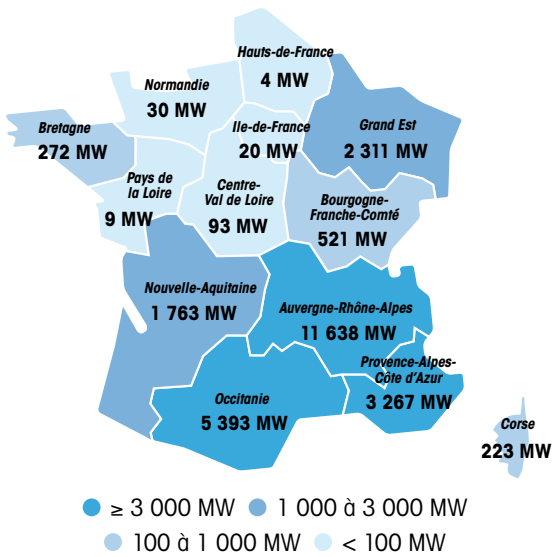 Hauts-de-France
4 MW
Normandie
30 MW
Ile-de-France
20 MW
Grand Est
2 311 MW
Bretagne
272 MW
Pays de
la Loire
9 MW
Centre-
Val de Loire
93 MW
Bourgogne-
Franche-Comté
521 MW
Nouvelle-Aquitaine
1 763 MW
Auvergne-Rhône-Alpes
11 638 MW
Provence-Alpes-
Côte d'Azur
3 267 MW
Occitanie
5 393 MW
Corse
223 MW
≥ 3 000 MW 1 000 à 3 000 MW
100 à 1 000 MW < 100 MW